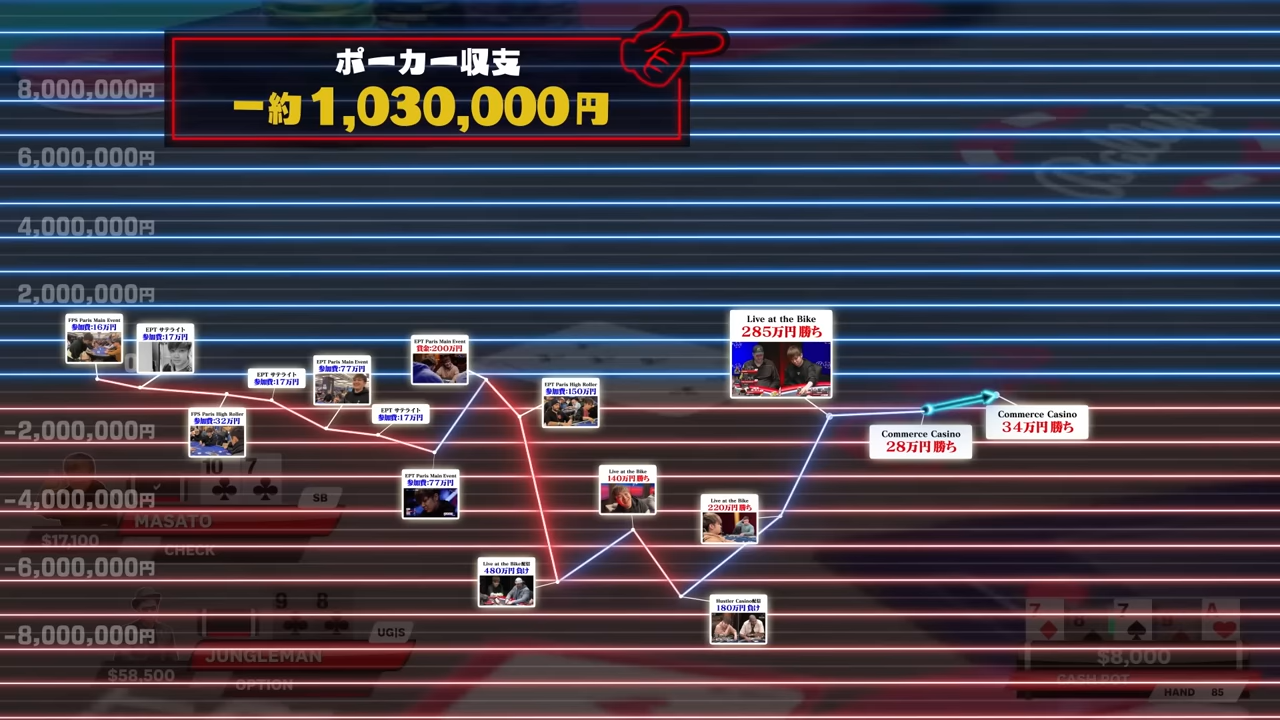 ポーカー収支
ー約1,030,000円
8,000,000円
6,000,000円
4,000,000円
2,000,000円
0
-2,000,000円
-4,000,000円
-6,000,000円
-8,000,000円
FPS Paris Main Event
参加費:16万円
EPT サテライト
参加費:17万円
FPS Paris High Roller
参加費:32万円
EPT サテライト
参加費:17万円
EPT Paris Main Event
参加費:77万円
EPT サテライト
参加費:17万円
EPT Paris Main Event
参加費:77万円
EPT Paris Main Event
賞金:200万円
EPT Paris High Roller
参加費:150万円
Live at the Bike配信
480万円 負け
Live at the Bike
140万円 勝ち
Hustler Casino配信
180万円 負け
Live at the Bike
220万円 勝ち
Live at the Bike
285万円 勝ち
Commerce Casino
28万円 勝ち
Commerce Casino
34万円 勝ち
Bally's
10 7
SB
MASATO
$17,100
CHECK
9 8
UG|S
JUNGLEMAN
$58,500
OPTION
7 8 7 8 A
$8,000
CASH POT
HAND 85